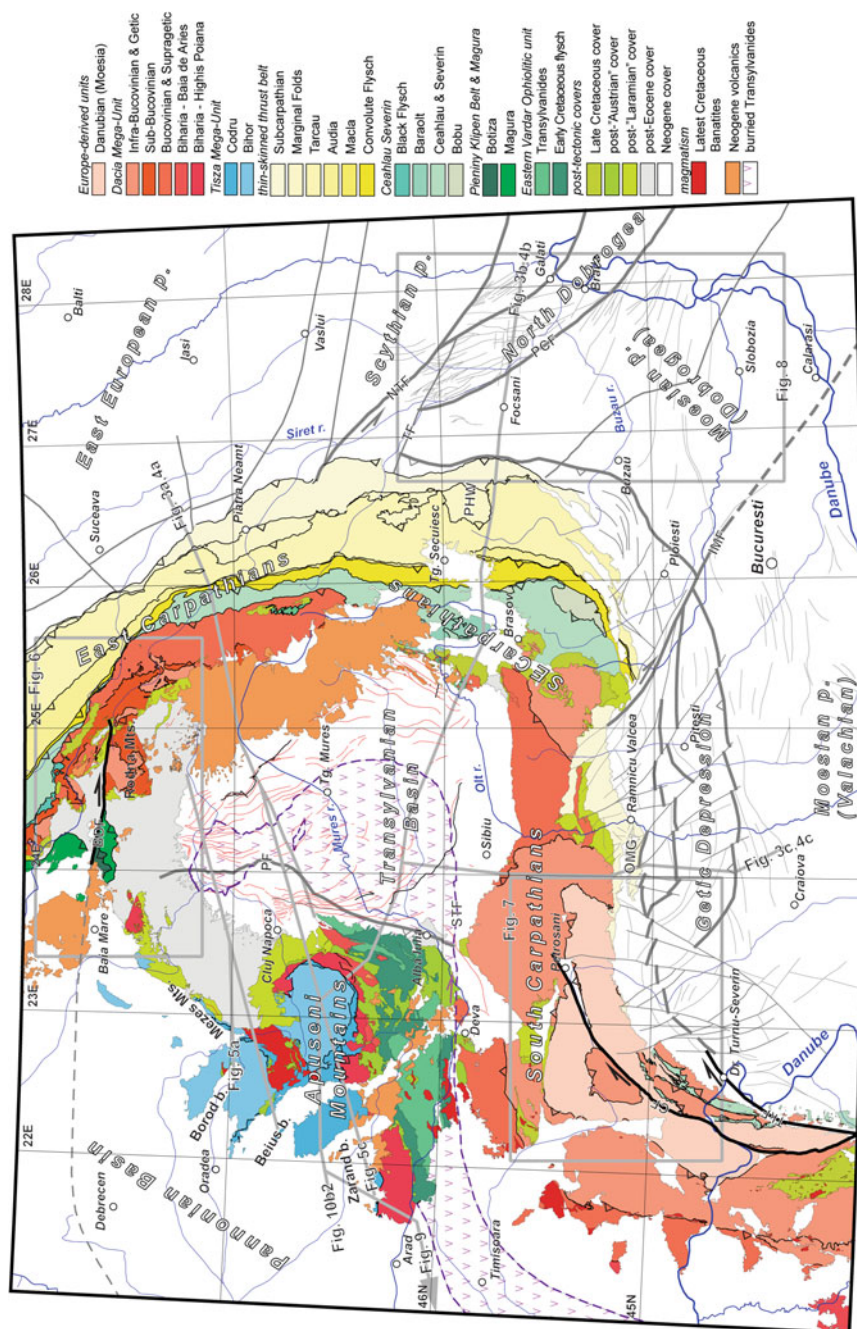 Europe-derived units
Danubian (Moesia)
Dacia Mega-Unit
Infra-Bucovinian & Getic
Sub-Bucovinian
Bucovinian & Supragetic
Biharia - Baia de Aries
Biharia - Highis Poiana
Tisza Mega-Unit
Codru
Bihor
thin-skinned thrust belt
Subcarpathian
Marginal Folds
Tarcau
Audia
Macla
Convolute Flysch
Ceahlau Severin
Black Flysch
Baraolt
Ceahlau & Severin
Bobu
Pieniny Klipen Belt & Magura
Botiza
Magura
Eastern Vardar Ophiolitic unit
Transylvanides
Early Cretaceous flysch
post-tectonic covers
Late Cretaceous cover
post-"Austrian" cover
post-"Laramian" cover
post-Eocene cover
Neogene cover
magmatism
Latest Cretaceous
Banatites
Neogene volcanics
burried Transylvanides
22E
23E
24E
25E
26E
27E
28E
46N
45N
Debrecen
Pannonian Basin
Oradea
Borod b.
Beius b.
Fig. 5a
Mezes Mts.
Baia Mare
Rodna Mts.
Fig. 6
East Carpathians
Suceava
East European p.
Balti
Jasi
Fig.3a,4a
Piatra Neamt
Siret r.
Vaslui
Scythian p.
Cluj Napoca
Apuseni
Mountains
Fig. 10b2
Zarand b.
Fig. 5c
Arad
Fig. 9
Timisoara
PF
Mures r.
Tg. Mures
Transylvanian
Basin
Alba Iulia
STF
Deva
Sibiu
Olt r.
SECarpathians
Brasov
Tg. Secuiesc
PHW
TF
NTF
PCF
Focsani
North Dobrogea
Fig. 3b,4b
Galati
Braila
South Carpathians
Fig. 7
Petrosani
OMG
Ramnicu Valcea
Getic Depression
Pitesti
Ploiesti
Buzau
Buzau r.
IMF
Bucuresti
Moesian P.
(Dobrogea)
Slobozia
Calarasi
Fig. 8
Danube
Dr. Turnu-Severin
Danube
Craiova
Fig. 3c,4c
Moesian p.
(Valachian)